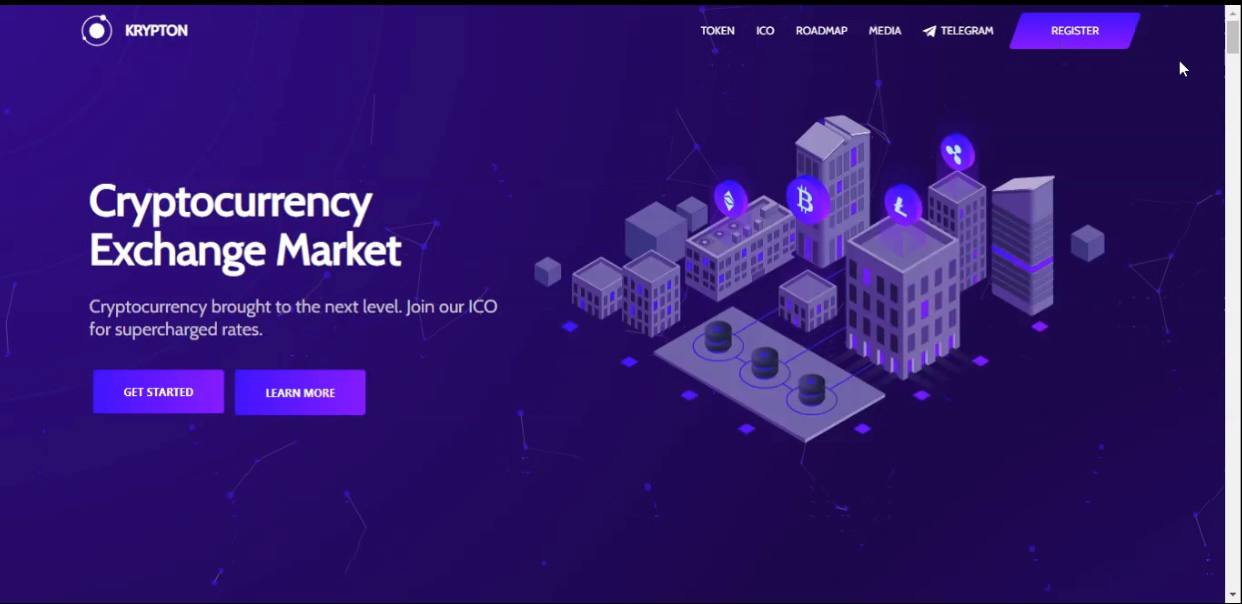 KRYPTON
TOKEN ICO ROADMAP MEDIA TELEGRAM REGISTER
Cryptocurrency
Exchange Market
Cryptocurrency brought to the next level. Join our ICO
for supercharged rates.
GET STARTED LEARN MORE